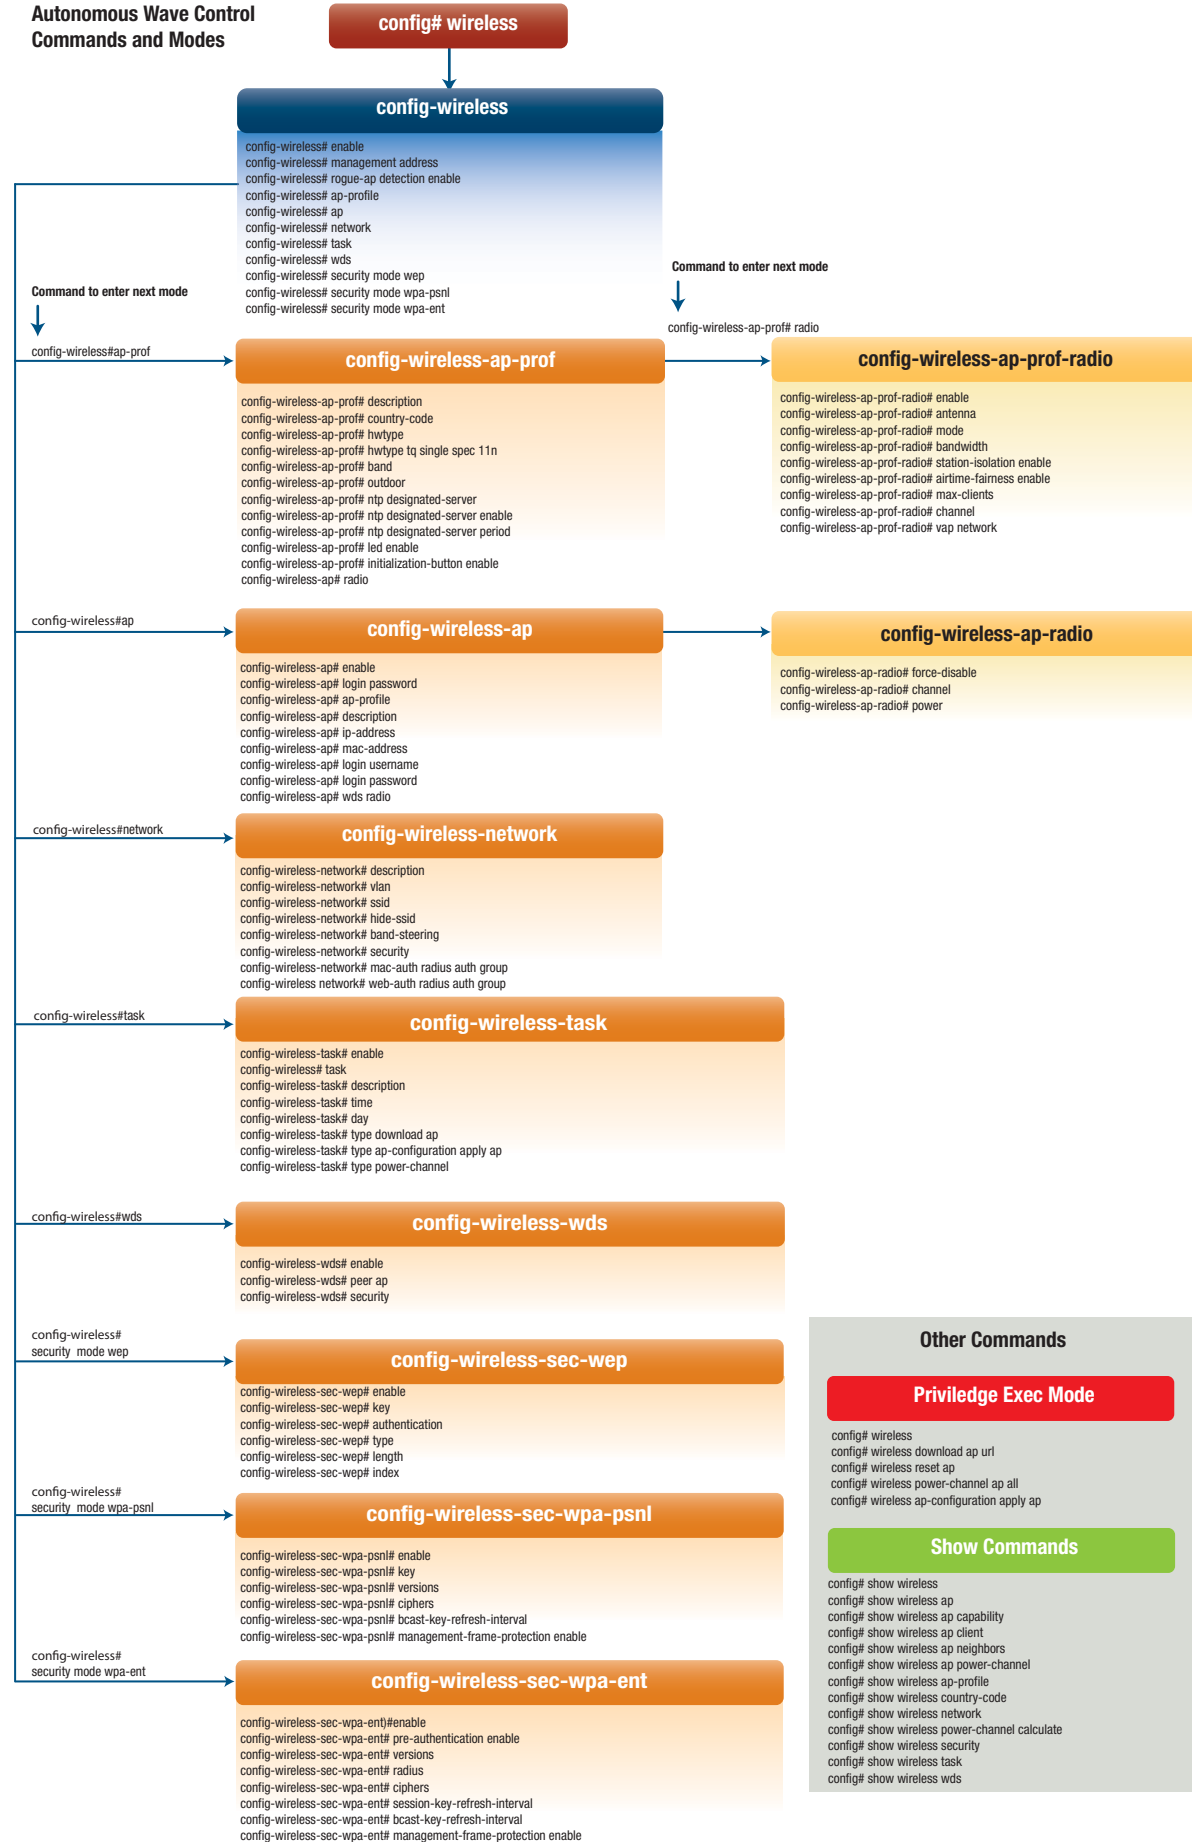 Autonomous Wave Control
Commands and Modes
config# wireless
config-wireless
config-wireless# enable
config-wireless# management address
config-wireless# rogue-ap detection enable
config-wireless# ap-profile
config-wireless# ap
config-wireless# network
config-wireless# task
config-wireless# wds
config-wireless# security mode wep
config-wireless# security mode wpa-psnl
config-wireless# security mode wpa-ent
Command to enter next mode
Command to enter next mode
config-wireless-ap-prof# radio
config-wireless#ap-prof
config-wireless-ap-prof
config-wireless-ap-prof# description
config-wireless-ap-prof# country-code
config-wireless-ap-prof# hwtype
config-wireless-ap-prof# hwtype tq single spec 11n
config-wireless-ap-prof# band
config-wireless-ap-prof# outdoor
config-wireless-ap-prof# ntp designated-server
config-wireless-ap-prof# ntp designated-server enable
config-wireless-ap-prof# ntp designated-server period
config-wireless-ap-prof# led enable
config-wireless-ap-prof# initialization-button enable
config-wireless-ap# radio
config-wireless-ap-prof-radio
config-wireless-ap-prof-radio# enable
config-wireless-ap-prof-radio# antenna
config-wireless-ap-prof-radio# mode
config-wireless-ap-prof-radio# bandwidth
config-wireless-ap-prof-radio# station-isolation enable
config-wireless-ap-prof-radio# airtime-fairness enable
config-wireless-ap-prof-radio# max-clients
config-wireless-ap-prof-radio# channel
config-wireless-ap-prof-radio# vap network
config-wireless#ap
config-wireless-ap
config-wireless-ap# enable
config-wireless-ap# login password
config-wireless-ap# ap-profile
config-wireless-ap# description
config-wireless-ap# ip-address
config-wireless-ap# mac-address
config-wireless-ap# login username
config-wireless-ap# login password
config-wireless-ap# wds radio
config-wireless-ap-radio
config-wireless-ap-radio# force-disable
config-wireless-ap-radio# channel
config-wireless-ap-radio# power
config-wireless#network
config-wireless-network
config-wireless-network# description
config-wireless-network# vlan
config-wireless-network# ssid
config-wireless-network# hide-ssid
config-wireless-network# band-steering
config-wireless-network# security
config-wireless-network# mac-auth radius auth group
config-wireless network# web-auth radius auth group
config-wireless#task
config-wireless-task
config-wireless-task# enable
config-wireless# task
config-wireless-task# description
config-wireless-task# time
config-wireless-task# day
config-wireless-task# type download ap
config-wireless-task# type ap-configuration apply ap
config-wireless-task# type power-channel
config-wireless#wds
config-wireless-wds
config-wireless-wds# enable
config-wireless-wds# peer ap
config-wireless-wds# security
config-wireless#
security mode wep
config-wireless-sec-wep
config-wireless-sec-wep# enable
config-wireless-sec-wep# key
config-wireless-sec-wep# authentication
config-wireless-sec-wep# type
config-wireless-sec-wep# length
config-wireless-sec-wep# index
config-wireless#
security mode wpa-psnl
config-wireless-sec-wpa-psnl
config-wireless-sec-wpa-psnl# enable
config-wireless-sec-wpa-psnl# key
config-wireless-sec-wpa-psnl# versions
config-wireless-sec-wpa-psnl# ciphers
config-wireless-sec-wpa-psnl# bcast-key-refresh-interval
config-wireless-sec-wpa-psnl# management-frame-protection enable
config-wireless#
security mode wpa-ent
config-wireless-sec-wpa-ent
config-wireless-sec-wpa-ent)#enable
config-wireless-sec-wpa-ent# pre-authentication enable
config-wireless-sec-wpa-ent# versions
config-wireless-sec-wpa-ent# radius
config-wireless-sec-wpa-ent# ciphers
config-wireless-sec-wpa-ent# session-key-refresh-interval
config-wireless-sec-wpa-ent# bcast-key-refresh-interval
config-wireless-sec-wpa-ent# management-frame-protection enable
Other Commands
Priviledge Exec Mode
config# wireless
config# wireless download ap url
config# wireless reset ap
config# wireless power-channel ap all
config# wireless ap-configuration apply ap
Show Commands
config# show wireless
config# show wireless ap
config# show wireless ap capability
config# show wireless ap client
config# show wireless ap neighbors
config# show wireless ap power-channel
config# show wireless ap-profile
config# show wireless country-code
config# show wireless network
config# show wireless power-channel calculate
config# show wireless security
config# show wireless task
config# show wireless wds